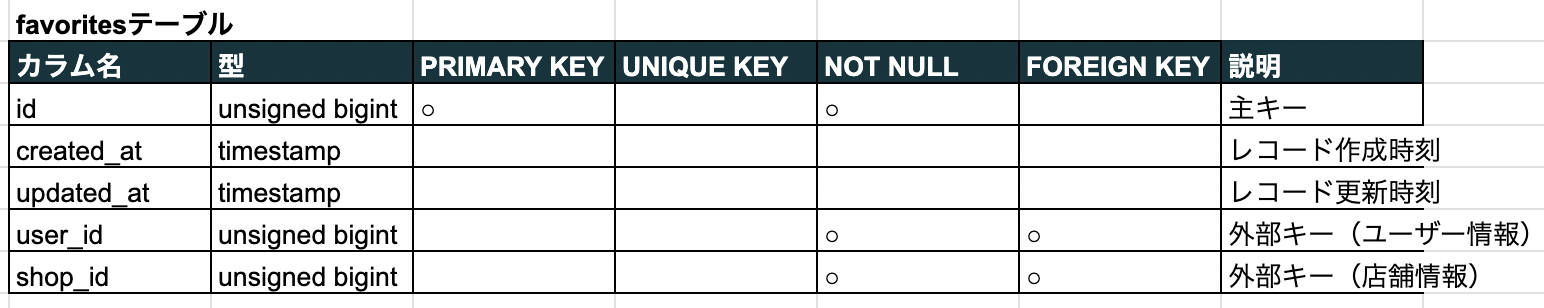 favoritesテーブル
カラム名 型 PRIMARY KEY UNIQUE KEY NOT NULL FOREIGN KEY 説明
id unsigned bigint ○ ○ 主キー
created_at timestamp レコード作成時刻
updated_at timestamp レコード更新時刻
user_id unsigned bigint ○ ○ 外部キー（ユーザー情報）
shop_id unsigned bigint ○ ○ 外部キー（店舗情報）